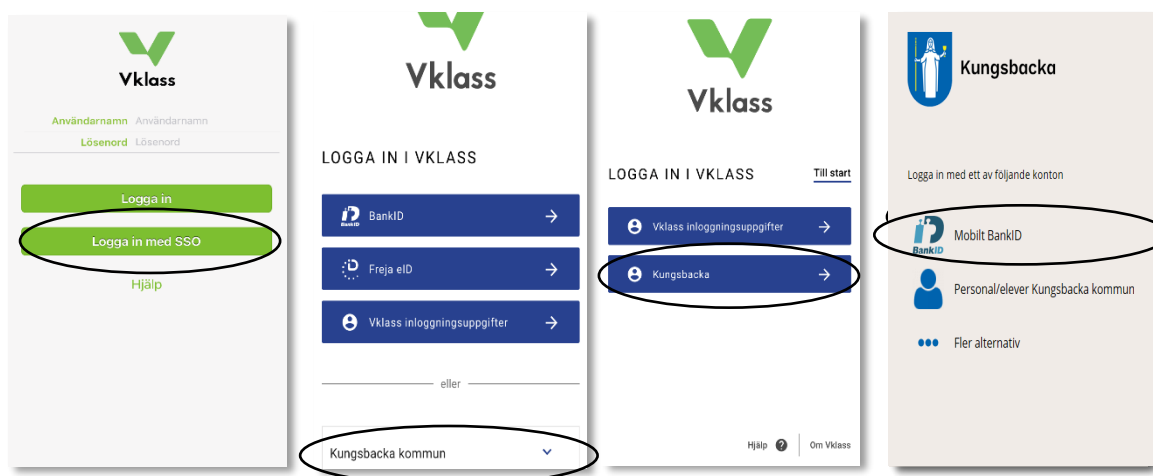 Vklass
Användarnamn Användarnamn
Lösenord Lösenord
Logga in
Logga in med SSO
Hjälp
Vklass
LOGGA IN I VKLASS
BankID
BankID
Freja eID
Vklass inloggningsuppgifter
eller
Kungsbacka kommun
Vklass
LOGGA IN I VKLASS Till start
Vklass inloggningsuppgifter
Kungsbacka
Hjälp ? Om Vklass
Kungsbacka
Logga in med ett av följande konton
Mobilt BankID
BankID
Personal/elever Kungsbacka kommun
Fler alternativ